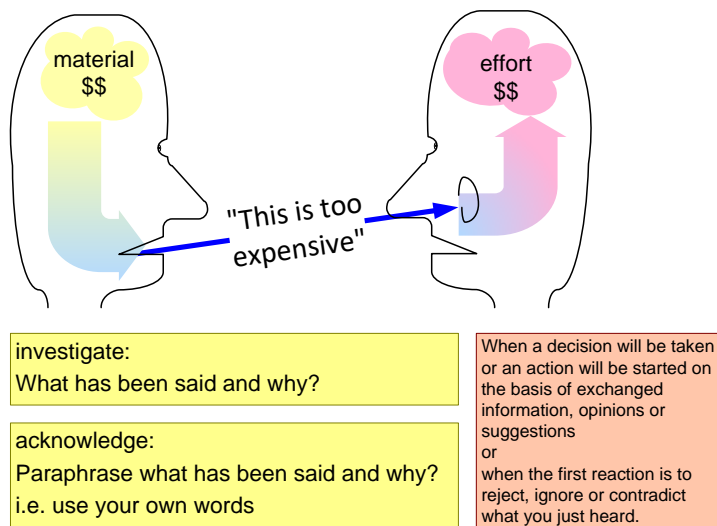 material
$$
effort
$$
"This is too
expensive"
investigate:
What has been said and why?
acknowledge:
Paraphrase what has been said and why?
i.e. use your own words
When a decision will be taken
or an action will be started on
the basis of exchanged
information, opinions or
suggestions
or
when the first reaction is to
reject, ignore or contradict
what you just heard.